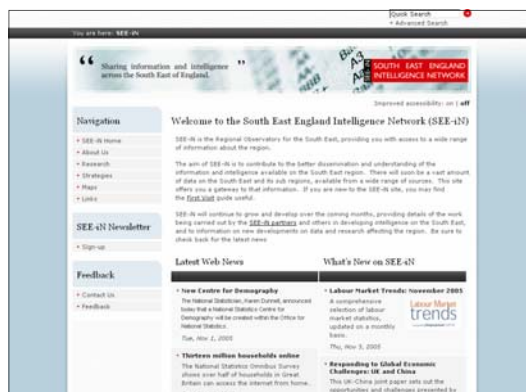 Quick Search
+ Advanced Search
You are here: SEE-iN
“ Sharing information and intelligence ”
across the South East of England.
SOUTH EAST ENGLAND
INTELLIGENCE NETWORK
Improved accessibility: on | off
Navigation
SEE-iN Home
About Us
Research
Strategies
Maps
Links
SEE-iN Newsletter
Sign-up
Feedback
Contact Us
Feedback
Welcome to the South East England Intelligence Network (SEE-iN)
SEE-iN is the Regional Observatory for the South East, providing you with access to a wide range
of information about the region.
The aim of SEE-iN is to contribute to the better dissemination and understanding of the
information and intelligence available on the South East region. There will soon be a vast amount
of data on the South East and its sub regions, available from a wide range of sources. This site
offers you a gateway to that information. If you are new to the SEE-iN site, you may find
the First Visit guide useful.
SEE-iN will continue to grow and develop over the coming months, providing details of the work
being carried out by the SEE-iN partners and others in developing intelligence on the South East,
and to information on new developments on data and research affecting the region. Be sure to
check back for the latest news
Latest Web News
New Centre for Demography
The National Statistician, Karen Dunnell, announced
today that a National Statistics Centre for
Demography will be created within the Office for
National Statistics.
Tue, Nov 1, 2005
Thirteen million households online
The National Statistics Omnibus Survey
shows over half of households in Great
Britain can access the internet from home.
What's New on SEE-iN
Labour Market Trends: November 2005
A comprehensive
selection of labour
market statistics,
updated on a monthly
basis.
Labour Market
trends
Thu, Nov 3, 2005
Responding to Global Economic
Challenges: UK and China
This UK-China joint paper sets out the
opportunities and challenges presented by